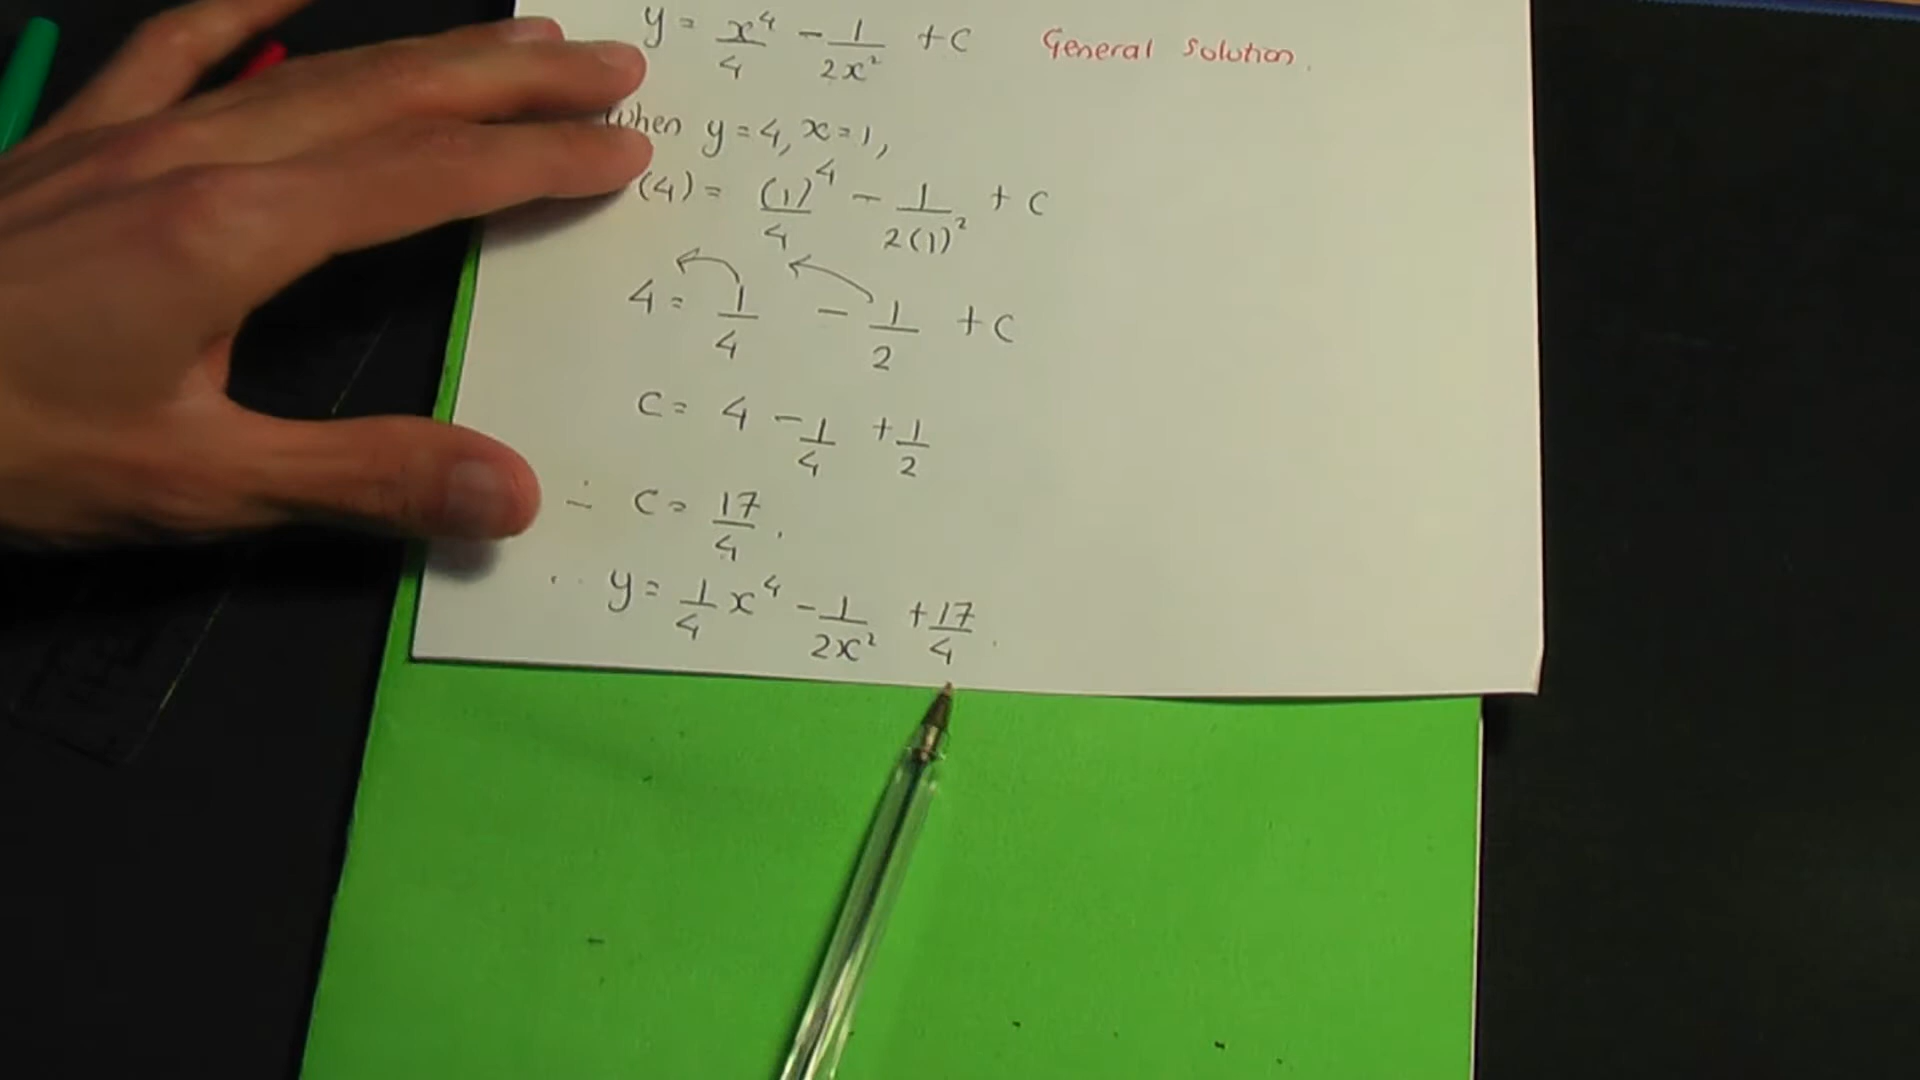 y = x⁴/4 - 1/2x² + C General Solution.
When y = 4, x = 1,
(4) = (1)⁴/4 - 1/2(1)² + C
4 = 1/4 - 1/2 + C
C = 4 - 1/4 + 1/2
∴ C = 17/4.
∴ y = 1/4 x⁴ - 1/2x² + 17/4.